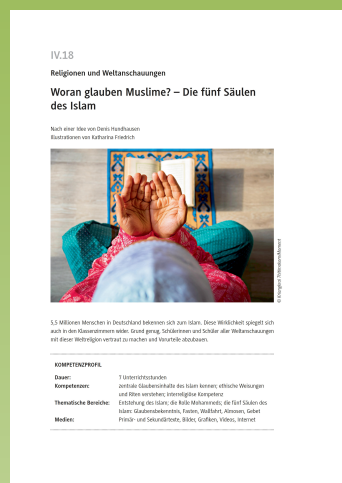 IV.18
Religionen und Weltanschauungen
Woran glauben Muslime? – Die fünf Säulen
des Islam
Nach einer Idee von Denis Hundhausen
Illustrationen von Katharina Friedrich
5,5 Millionen Menschen in Deutschland bekennen sich zum Islam. Diese Wirklichkeit spiegelt sich
auch in den Klassenzimmern wider. Grund genug, Schülerinnen und Schüler aller Weltanschauungen
mit dieser Weltreligion vertraut zu machen und Vorurteile abzubauen.
KOMPETENZPROFIL
Dauer: 7 Unterrichtsstunden
Kompetenzen: zentrale Glaubensinhalte des Islam kennen; ethische Weisungen
und Riten verstehen; interreligiöse Kompetenz
Thematische Bereiche: Entstehung des Islam; die Rolle Mohammeds; die fünf Säulen des
Islam: Glaubensbekenntnis, Fasten, Wallfahrt, Almosen, Gebet
Medien: Primär- und Sekundärtexte, Bilder, Grafiken, Videos, Internet